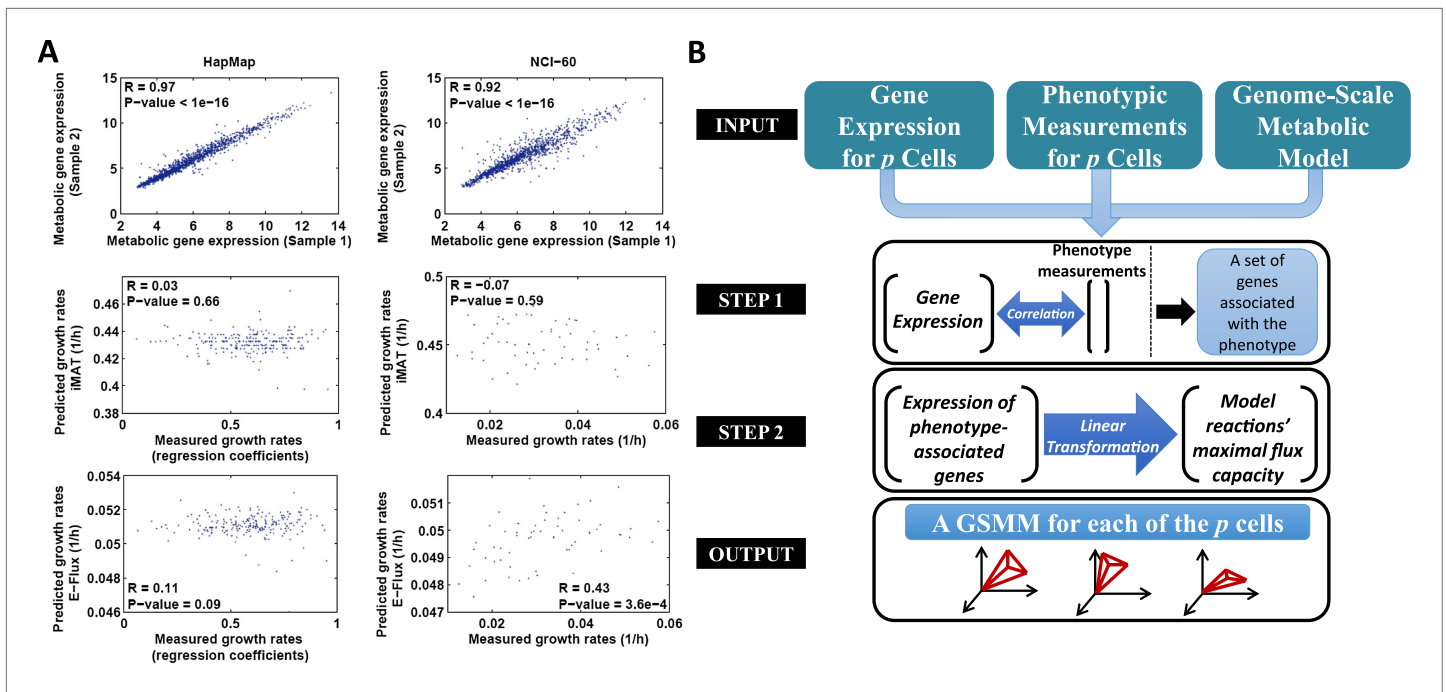 A
HapMap
R = 0.97
P−value < 1e−16
15
10
5
0
2
4
6
8
10
12
14
Metabolic gene expression
(Sample 2)
Metabolic gene expression (Sample 1)
NCI−60
R = 0.92
P−value < 1e−16
15
10
5
0
2
4
6
8
10
12
14
Metabolic gene expression
(Sample 2)
Metabolic gene expression (Sample 1)
R = 0.03
P−value = 0.66
0.46
0.44
0.42
0.4
0.38
0
0.5
1
Predicted growth rates
iMAT (1/h)
Measured growth rates
(regression coefficients)
R = −0.07
P−value = 0.59
0.5
0.45
0.4
0.02
0.04
0.06
Predicted growth rates
iMAT (1/h)
Measured growth rates (1/h)
0.054
0.052
0.05
0.048
0.046
R = 0.11
P−value = 0.09
0
0.5
1
Predicted growth rates
E−Flux (1/h)
Measured growth rates
(regression coefficients)
0.051
0.05
0.049
0.048
0.047
R = 0.43
P−value = 3.6e−4
0.02
0.04
0.06
Predicted growth rates
E−Flux (1/h)
Measured growth rates (1/h)
B
INPUT
Gene
Expression
for p Cells
Phenotypic
Measurements
for p Cells
Genome-Scale
Metabolic
Model
STEP 1
Gene
Expression
Correlation
Phenotype
measurements
A set of
genes
associated
with the
phenotype
STEP 2
Expression of
phenotype-
associated
genes
Linear
Transformation
Model
reactions’
maximal flux
capacity
OUTPUT
A GSMM for each of the p cells